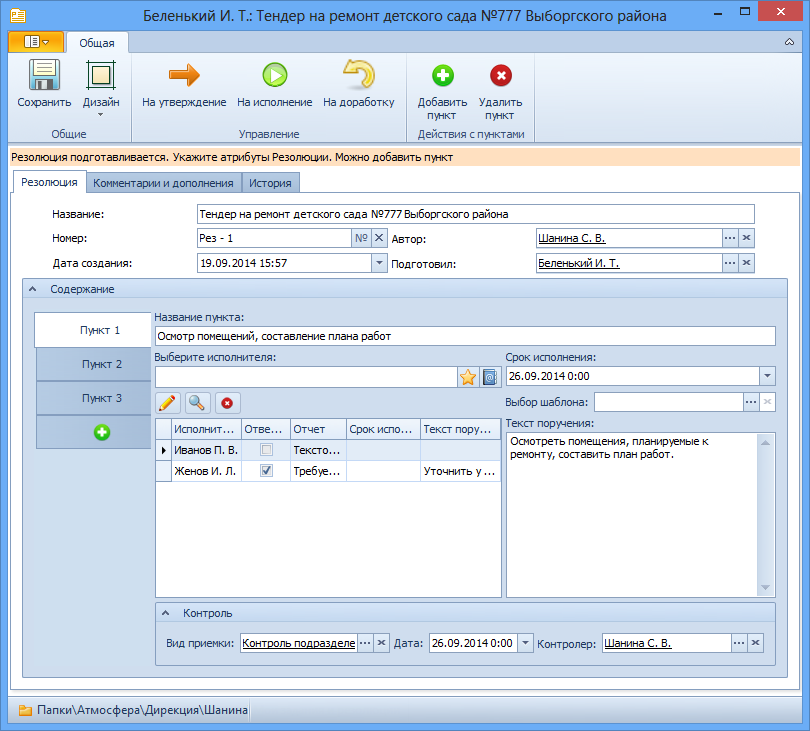 Беленький И. Т.: Тендер на ремонт детского сада №777 Выборгского района
Общая
Сохранить Дизайн На утверждение На исполнение На доработку Добавить пункт Удалить пункт
Общие Управление Действия с пунктами
Резолюция подготавливается. Укажите атрибуты Резолюции. Можно добавить пункт
Резолюция Комментарии и дополнения История
Название: Тендер на ремонт детского сада №777 Выборгского района
Номер: Рез - 1 № Автор: Шанина С. В.
Дата создания: 19.09.2014 15:57 Подготовил: Беленький И. Т.
Содержание
Пункт 1
Пункт 2
Пункт 3
Название пункта:
Осмотр помещений, составление плана работ
Выберите исполнителя: Срок исполнения:
26.09.2014 0:00
Выбор шаблона:
Исполнит... Отве... Отчет Срок испо... Текст пору...
Иванов П. В. Тексто...
Женов И. Л. Требуе... Уточнить у ...
Текст поручения:
Осмотреть помещения, планируемые к
ремонту, составить план работ.
Контроль
Вид приемки: Контроль подразделе Дата: 26.09.2014 0:00 Контролер: Шанина С. В.
Папки\Атмосфера\Дирекция\Шанина